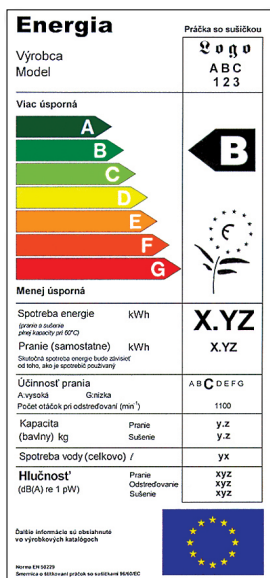 Energia
Práčka so sušičkou
Výrobca
Model
Logo
ABC
123
Viac úsporná
A
B
C
D
E
F
G
B
Menej úsporná
Spotreba energie kWh X.YZ
(pranie a sušenie
plnej kapacity pri 60°C)
Pranie (samostatne) kWh X.YZ
Skutočná spotreba energie bude závisieť
od toho, ako je spotrebič používaný
Účinnosť prania A B C D E F G
A:vysoká G:nízka
Počet otáčok pri odstreďovaní (min⁻¹) 1100
Kapacita Pranie y.z
(bavlny) kg Sušenie y.z
Spotreba vody (celkovo) / yx
Hlučnosť Pranie xyz
(dB(A) re 1 pW) Odstreďovanie xyz
Sušenie xyz
Ďalšie informácie sú obsiahnuté
vo výrobkových katalógoch
Norma EN 50229
Smernica o štítkovaní práčok so sušičkami 96/60/EC